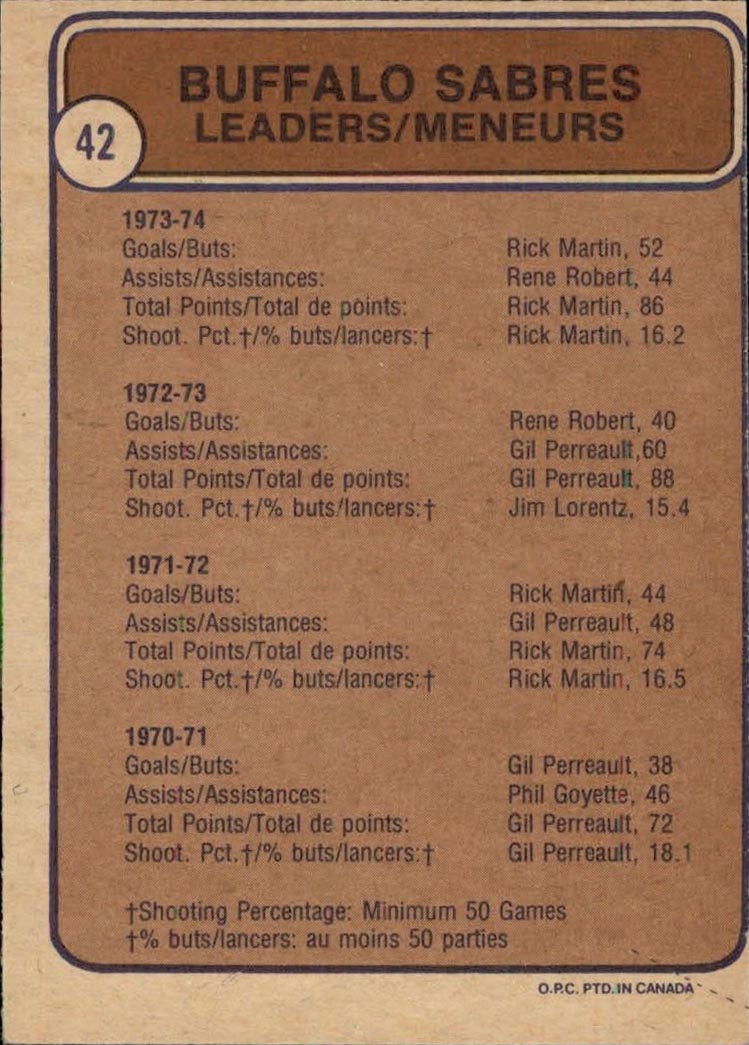 BUFFALO SABRES
LEADERS/MENEURS
42
1973-74
Goals/Buts: Rick Martin, 52
Assists/Assistances: Rene Robert, 44
Total Points/Total de points: Rick Martin, 86
Shoot. Pct.†/% buts/lancers:† Rick Martin, 16.2
1972-73
Goals/Buts: Rene Robert, 40
Assists/Assistances: Gil Perreault,60
Total Points/Total de points: Gil Perreault, 88
Shoot. Pct.†/% buts/lancers:† Jim Lorentz, 15.4
1971-72
Goals/Buts: Rick Martin, 44
Assists/Assistances: Gil Perreault, 48
Total Points/Total de points: Rick Martin, 74
Shoot. Pct.†/% buts/lancers:† Rick Martin, 16.5
1970-71
Goals/Buts: Gil Perreault, 38
Assists/Assistances: Phil Goyette, 46
Total Points/Total de points: Gil Perreault, 72
Shoot. Pct.†/% buts/lancers:† Gil Perreault, 18.1
†Shooting Percentage: Minimum 50 Games
†% buts/lancers: au moins 50 parties
O.P.C. PTD. IN CANADA